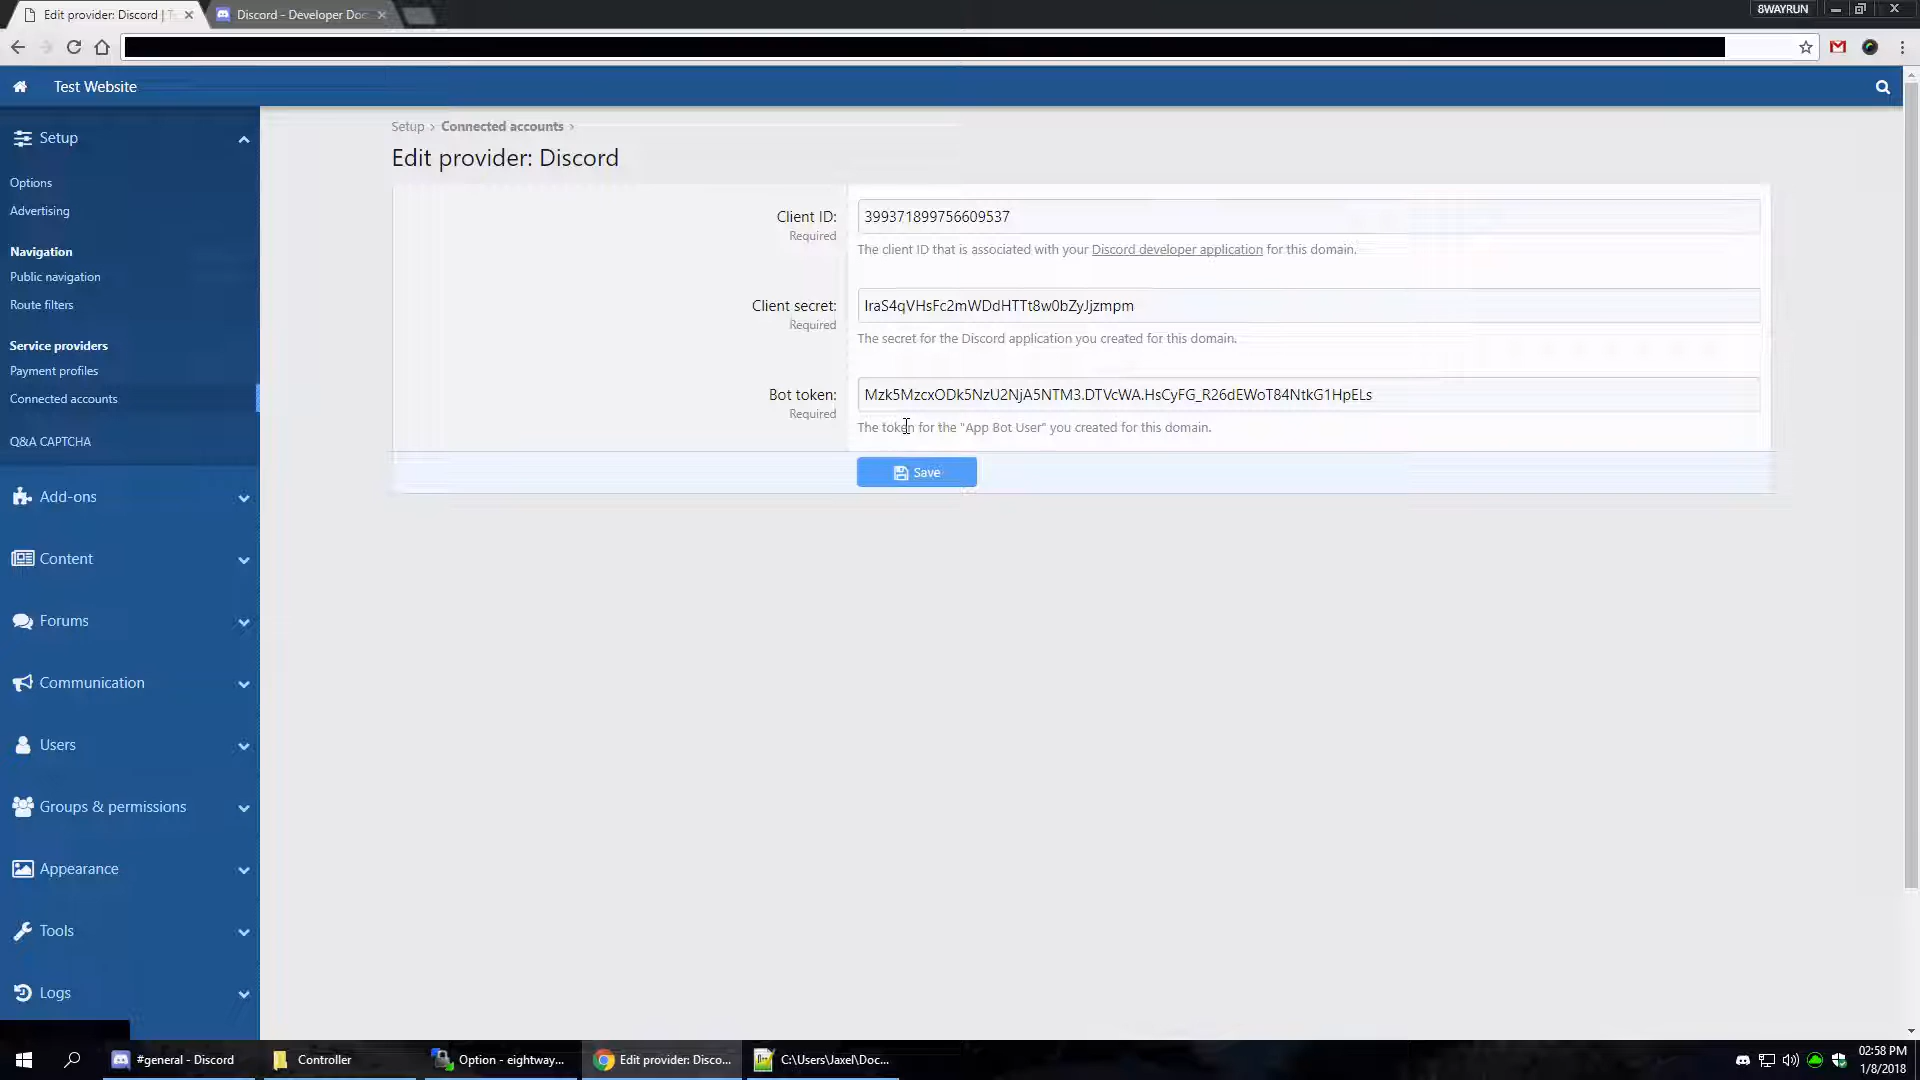 Edit provider: Discord | T
Discord - Developer Doc
8WAYRUN
Test Website
Setup
Options
Advertising
Navigation
Public navigation
Route filters
Service providers
Payment profiles
Connected accounts
Q&A CAPTCHA
Add-ons
Content
Forums
Communication
Users
Groups & permissions
Appearance
Tools
Logs
Setup › Connected accounts ›
Edit provider: Discord
Client ID:
Required
399371899756609537
The client ID that is associated with your Discord developer application for this domain.
Client secret:
Required
IraS4qVHsFc2mWDdHTTt8w0bZyJjzmpm
The secret for the Discord application you created for this domain.
Bot token:
Required
Mzk5MzcxODk5NzU2NjA5NTM3.DTVcWA.HsCyFG_R26dEWoT84NtkG1HpELs
The token for the "App Bot User" you created for this domain.
Save
#general - Discord
Controller
Option - eightway...
Edit provider: Disco...
C:\Users\Jaxel\Doc...
02:58 PM
1/8/2018